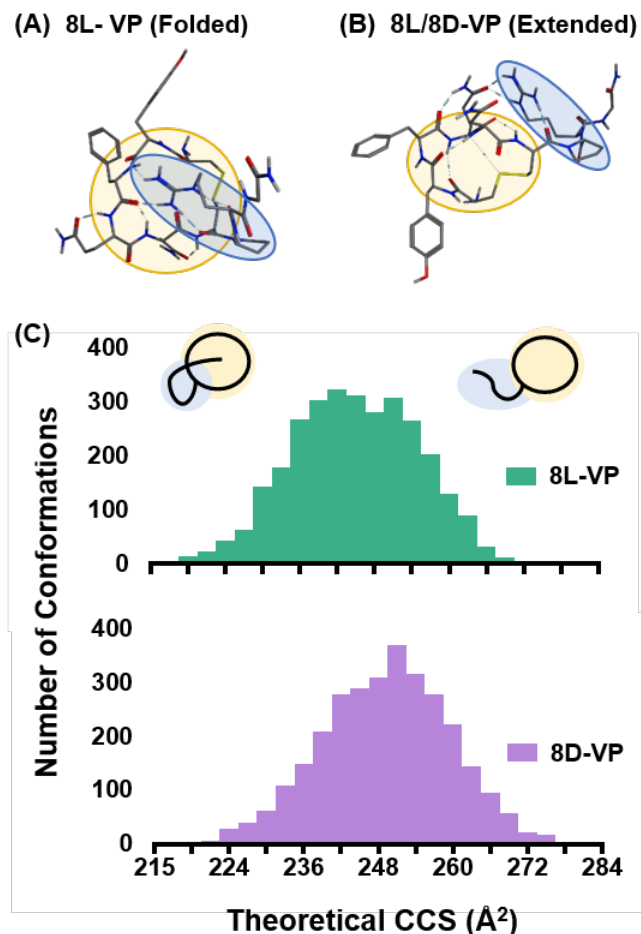 (A) 8L- VP (Folded)
(B) 8L/8D-VP (Extended)
(C)
Number of Conformations
400
300
200
100
0
8L-VP
400
300
200
100
0
8D-VP
215 224 236 248 260 272 284
Theoretical CCS (Å²)